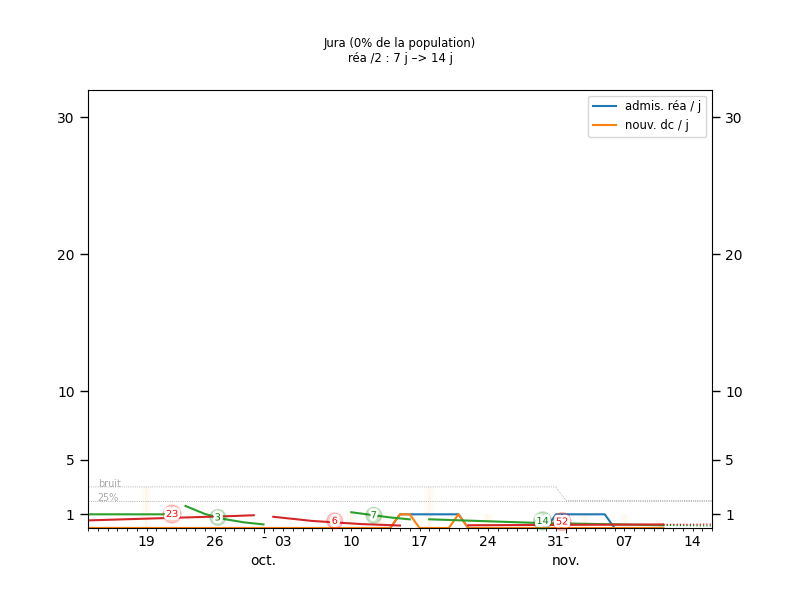 Jura (0% de la population)
réa /2 : 7 j –> 14 j
admis. réa / j
nouv. dc / j
30 30
20 20
10 10
5 5
bruit
25%
1 23 3 6 7 14 52 1
19 26 - 03 10 17 24 31- 07 14
oct. nov.